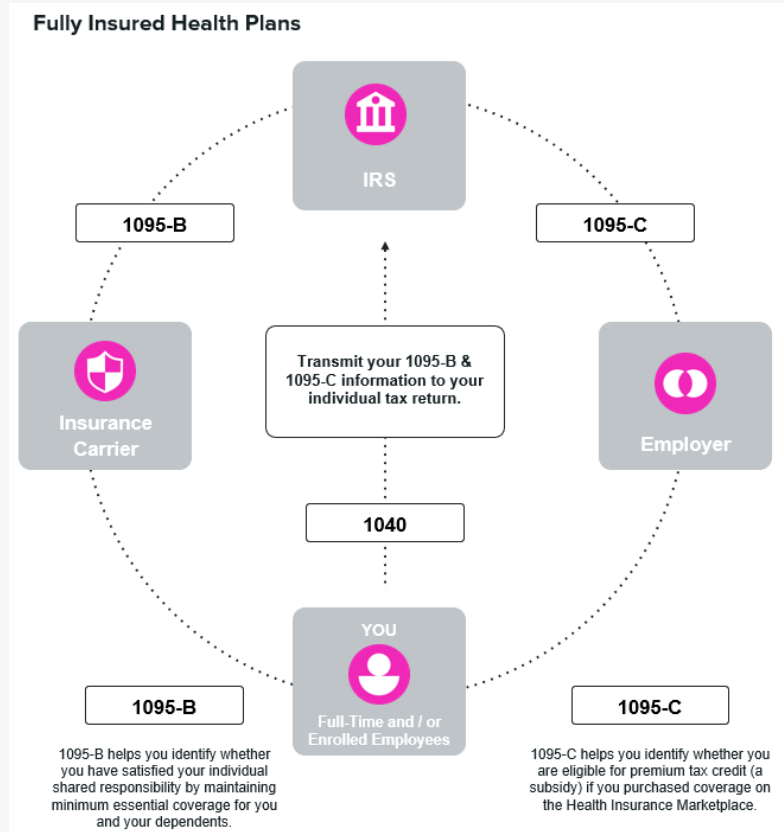 Fully Insured Health Plans
IRS
1095-B
1095-C
Transmit your 1095-B &
1095-C information to your
individual tax return.
Insurance
Carrier
Employer
1040
YOU
Full-Time and / or
Enrolled Employees
1095-B
1095-B helps you identify whether
you have satisfied your individual
shared responsibility by maintaining
minimum essential coverage for you
and your dependents.
1095-C
1095-C helps you identify whether you
are eligible for premium tax credit (a
subsidy) if you purchased coverage on
the Health Insurance Marketplace.